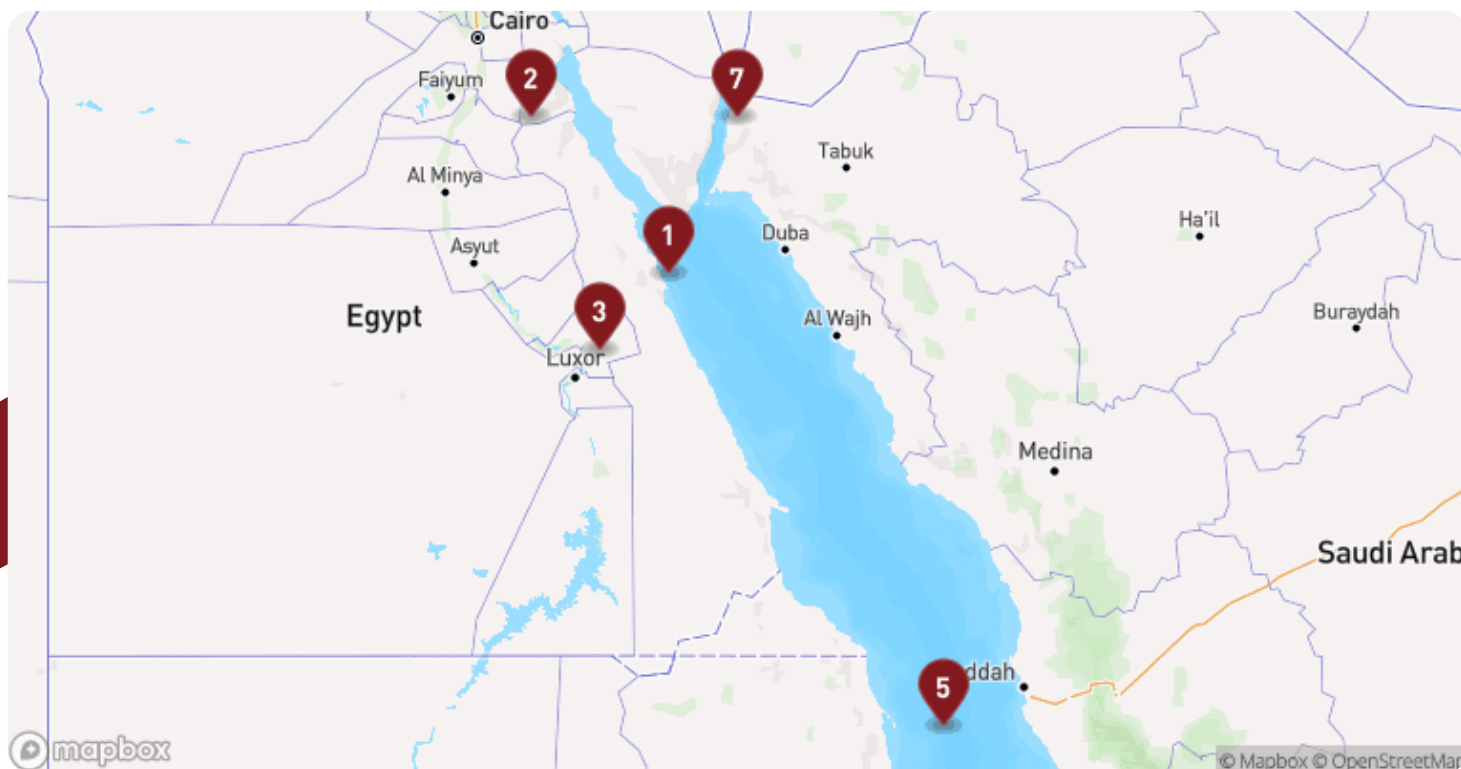 Cairo
2
7
Faiyum
Tabuk
Al Minya
Ha'il
1
Duba
Asyut
Buraydah
3
Egypt
Al Wajh
Luxor
Medina
Saudi Arab
5
ddah
mapbox
© Mapbox © OpenStreetMap